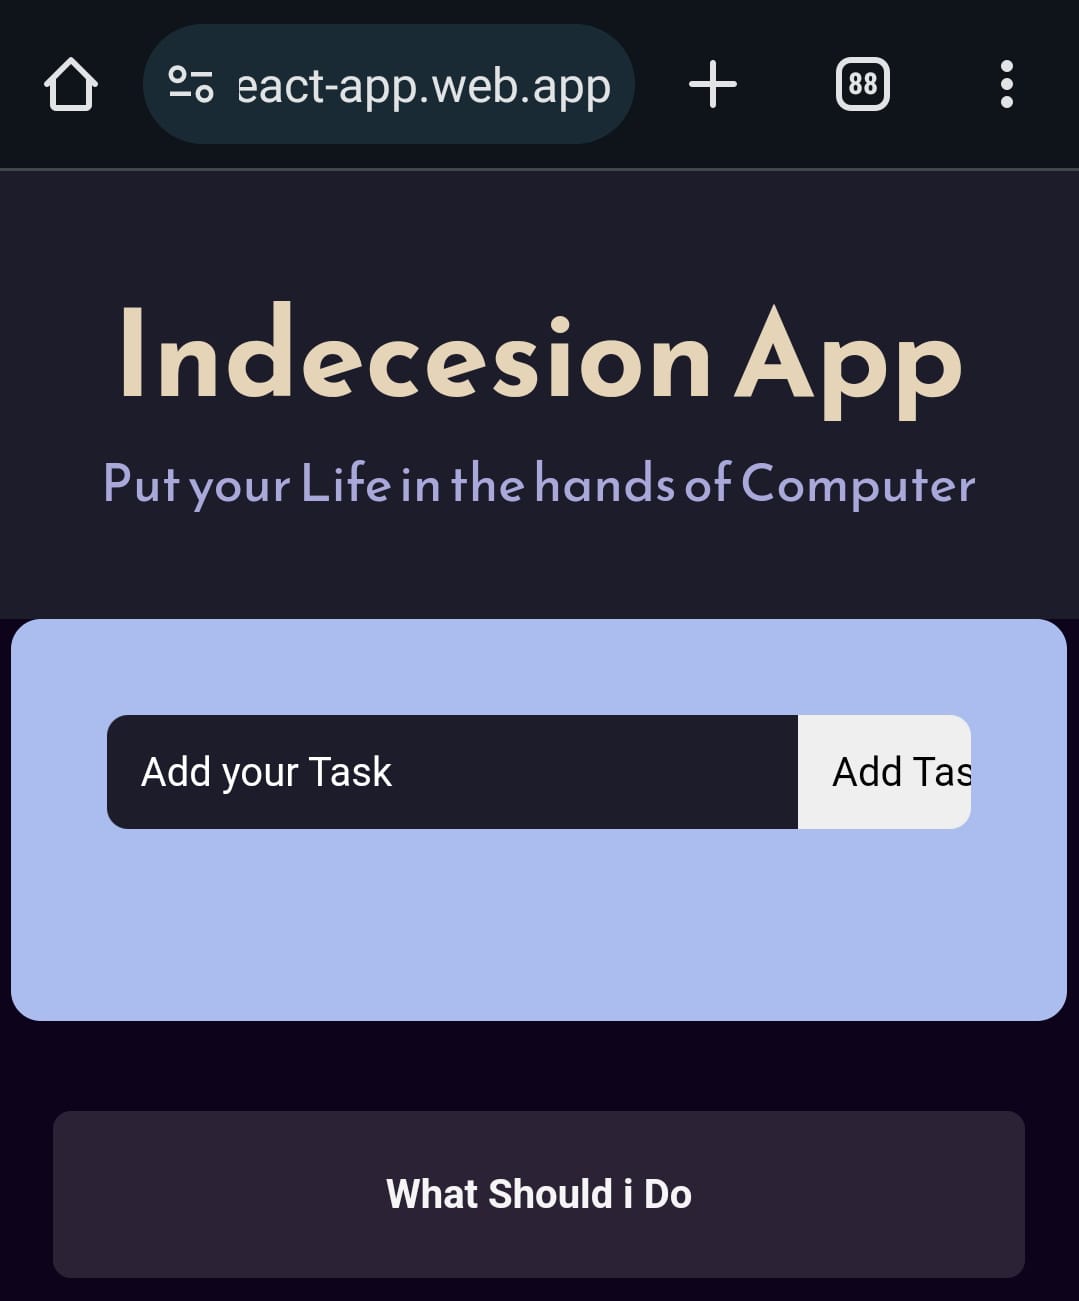 eact-app.web.app
88
Indecesion App
Put your Life in the hands of Computer
Add your Task
Add Tas
What Should i Do